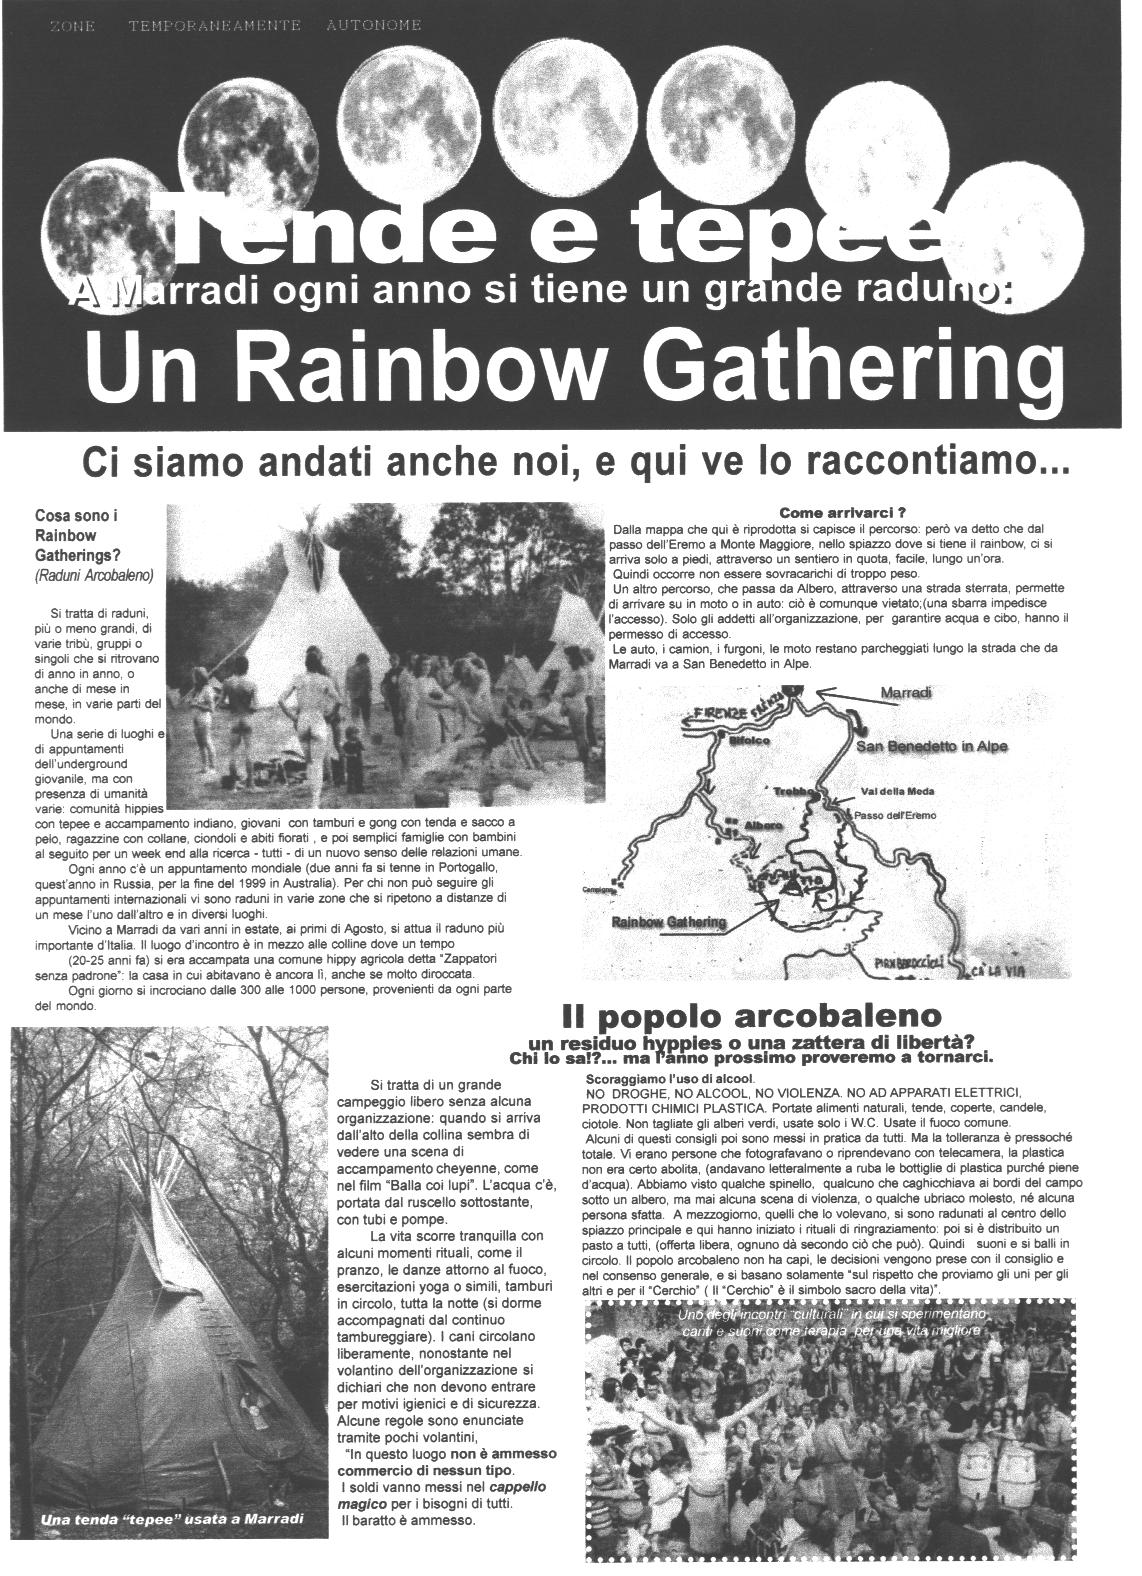 ZONE TEMPORANEAMENTE AUTONOME
Tende e tepee
A Marradi ogni anno si tiene un grande raduno:
Un Rainbow Gathering
Ci siamo andati anche noi, e qui ve lo raccontiamo...
Cosa sono i
Rainbow
Gatherings?
(Raduni Arcobaleno)
Si tratta di raduni,
più o meno grandi, di
varie tribù, gruppi o
singoli che si ritrovano
di anno in anno, o
anche di mese in
mese, in varie parti del
mondo.
Una serie di luoghi e
di appuntamenti
dell'underground
giovanile, ma con
presenza di umanità
varie: comunità hippies
con tepee e accampamento indiano, giovani con tamburi e gong con tenda e sacco a
pelo, ragazzine con collane, ciondoli e abiti fiorati , e poi semplici famiglie con bambini
al seguito per un week end alla ricerca - tutti - di un nuovo senso delle relazioni umane.
Ogni anno c'è un appuntamento mondiale (due anni fa si tenne in Portogallo,
quest'anno in Russia, per la fine del 1999 in Australia). Per chi non può seguire gli
appuntamenti internazionali vi sono raduni in varie zone che si ripetono a distanze di
un mese l'uno dall'altro e in diversi luoghi.
Vicino a Marradi da vari anni in estate, ai primi di Agosto, si attua il raduno più
importante d'Italia. Il luogo d'incontro è in mezzo alle colline dove un tempo
(20-25 anni fa) si era accampata una comune hippy agricola detta "Zappatori
senza padrone": la casa in cui abitavano è ancora lì, anche se molto diroccata.
Ogni giorno si incrociano dalle 300 alle 1000 persone, provenienti da ogni parte
del mondo.
Come arrivarci ?
Dalla mappa che qui è riprodotta si capisce il percorso: però va detto che dal
passo dell'Eremo a Monte Maggiore, nello spiazzo dove si tiene il rainbow, ci si
arriva solo a piedi, attraverso un sentiero in quota, facile, lungo un'ora.
Quindi occorre non essere sovracarichi di troppo peso.
Un altro percorso, che passa da Albero, attraverso una strada sterrata, permette
di arrivare su in moto o in auto: ciò è comunque vietato;(una sbarra impedisce
l'accesso). Solo gli addetti all'organizzazione, per garantire acqua e cibo, hanno il
permesso di accesso.
Le auto, i camion, i furgoni, le moto restano parcheggiati lungo la strada che da
Marradi va a San Benedetto in Alpe.
Marradi
FIRENZE FAENZA
Bifolco
San Benedetto in Alpe
Trebbo
Val della Meda
Passo dell'Eremo
Albero
Campigno
Rainbow Gathering
PIAN BAROCCIOLI
CA' LA VIA
Una tenda "tepee" usata a Marradi
Il popolo arcobaleno
un residuo hyppies o una zattera di libertà?
Chi lo sa!?... ma l'anno prossimo proveremo a tornarci.
Si tratta di un grande
campeggio libero senza alcuna
organizzazione: quando si arriva
dall'alto della collina sembra di
vedere una scena di
accampamento cheyenne, come
nel film "Balla coi lupi". L'acqua c'è,
portata dal ruscello sottostante,
con tubi e pompe.
La vita scorre tranquilla con
alcuni momenti rituali, come il
pranzo, le danze attorno al fuoco,
esercitazioni yoga o simili, tamburi
in circolo, tutta la notte (si dorme
accompagnati dal continuo
tambureggiare). I cani circolano
liberamente, nonostante nel
volantino dell'organizzazione si
dichiari che non devono entrare
per motivi igienici e di sicurezza.
Alcune regole sono enunciate
tramite pochi volantini,
"In questo luogo non è ammesso
commercio di nessun tipo.
I soldi vanno messi nel cappello
magico per i bisogni di tutti.
Il baratto è ammesso.
Scoraggiamo l'uso di alcool.
NO DROGHE, NO ALCOOL, NO VIOLENZA. NO AD APPARATI ELETTRICI,
PRODOTTI CHIMICI PLASTICA. Portate alimenti naturali, tende, coperte, candele,
ciotole. Non tagliate gli alberi verdi, usate solo i W.C. Usate il fuoco comune.
Alcuni di questi consigli poi sono messi in pratica da tutti. Ma la tolleranza è pressoché
totale. Vi erano persone che fotografavano o riprendevano con telecamera, la plastica
non era certo abolita, (andavano letteralmente a ruba le bottiglie di plastica purché piene
d'acqua). Abbiamo visto qualche spinello, qualcuno che caghicchiava ai bordi del campo
sotto un albero, ma mai alcuna scena di violenza, o qualche ubriaco molesto, né alcuna
persona sfatta. A mezzogiorno, quelli che lo volevano, si sono radunati al centro dello
spiazzo principale e qui hanno iniziato i rituali di ringraziamento: poi si è distribuito un
pasto a tutti, (offerta libera, ognuno dà secondo ciò che può). Quindi suoni e si balli in
circolo. Il popolo arcobaleno non ha capi, le decisioni vengono prese con il consiglio e
nel consenso generale, e si basano solamente "sul rispetto che proviamo gli uni per gli
altri e per il "Cerchio" ( Il "Cerchio" è il simbolo sacro della vita)".
Uno degli incontri "culturali" in cui si sperimentano
canti e suoni come terapia per una vita migliore